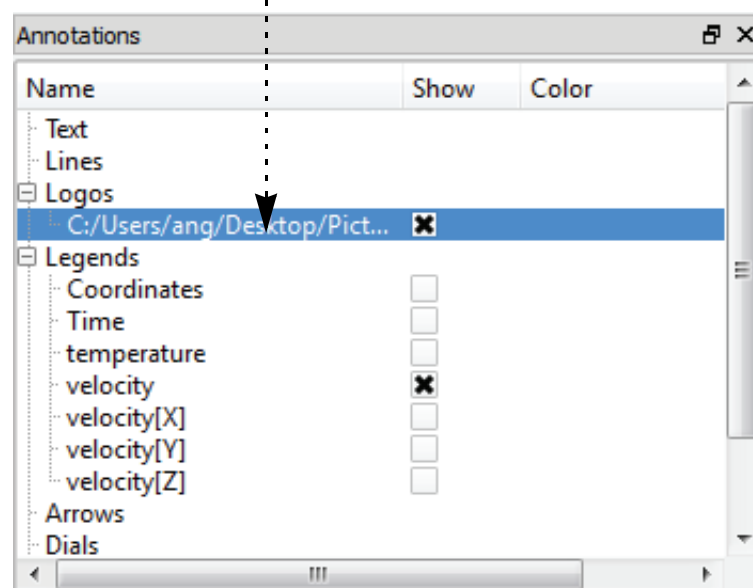 Annotations
Name Show Color
Text
Lines
Logos
C:/Users/ang/Desktop/Pict...
Legends
Coordinates
Time
temperature
velocity
velocity[X]
velocity[Y]
velocity[Z]
Arrows
Dials